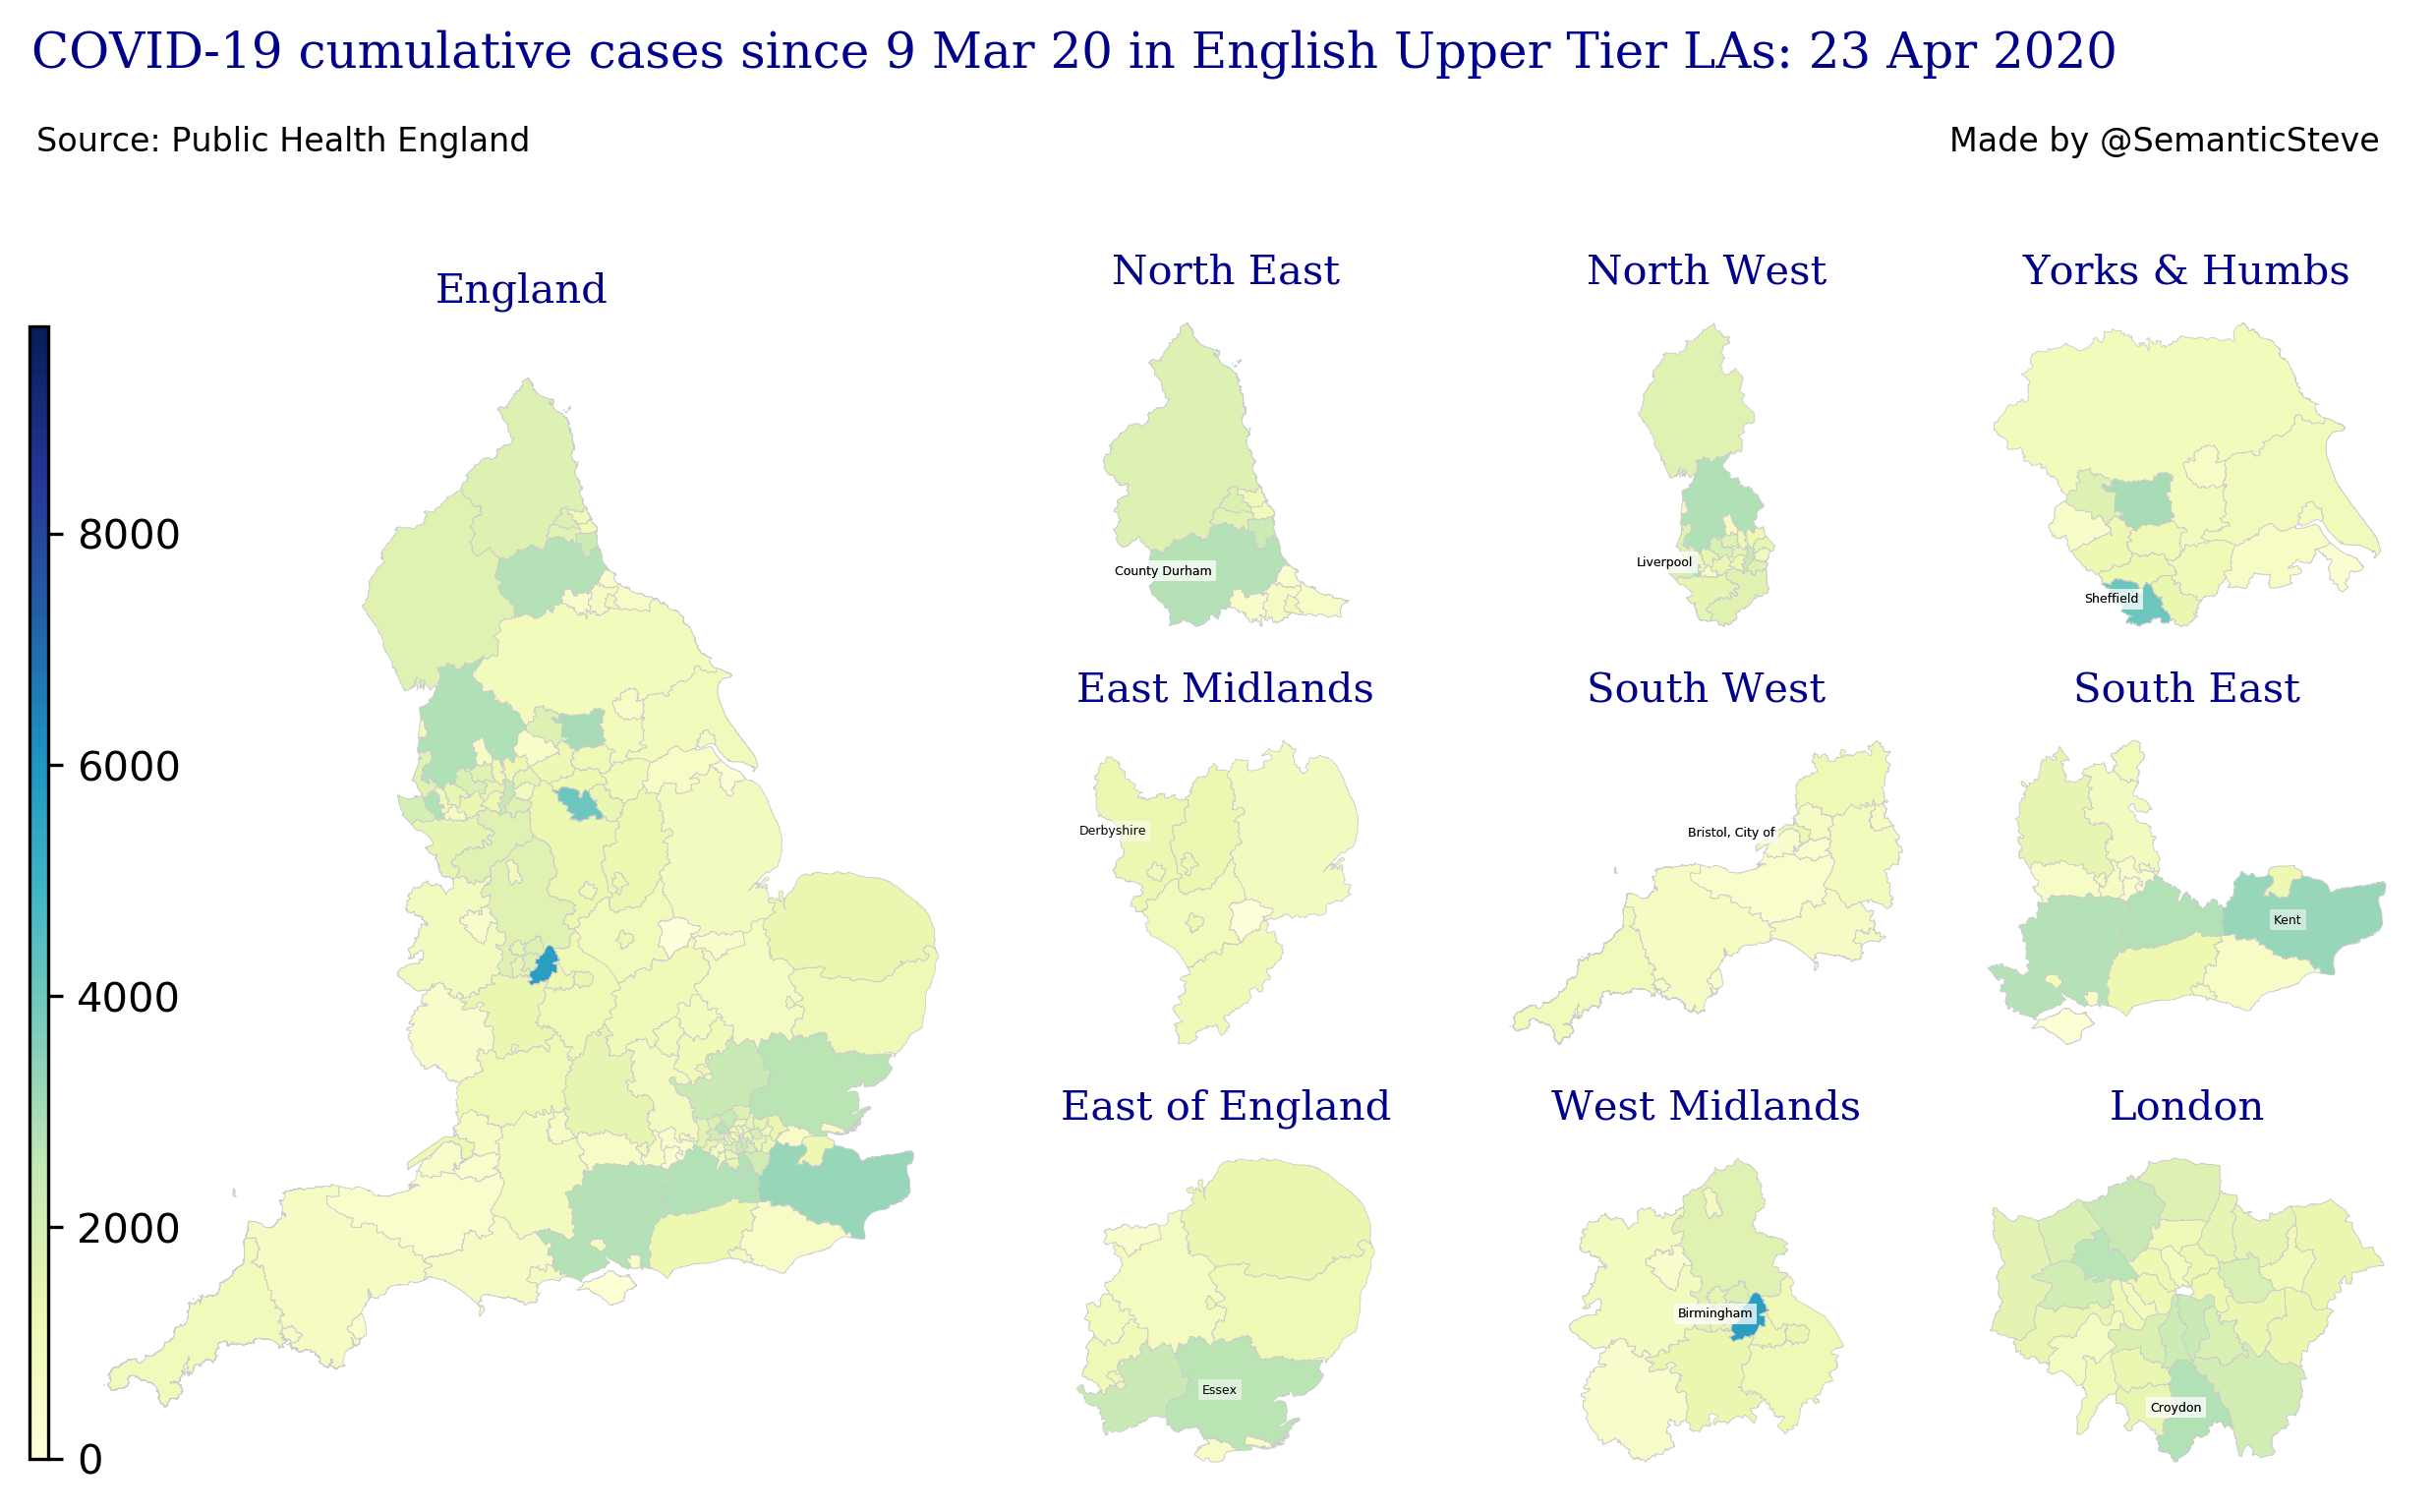 COVID-19 cumulative cases since 9 Mar 20 in English Upper Tier LAs: 23 Apr 2020
Source: Public Health England
Made by @SemanticSteve
England
8000
6000
4000
2000
0
North East
County Durham
North West
Liverpool
Yorks & Humbs
Sheffield
East Midlands
Derbyshire
South West
Bristol, City of
South East
Kent
East of England
Essex
West Midlands
Birmingham
London
Croydon